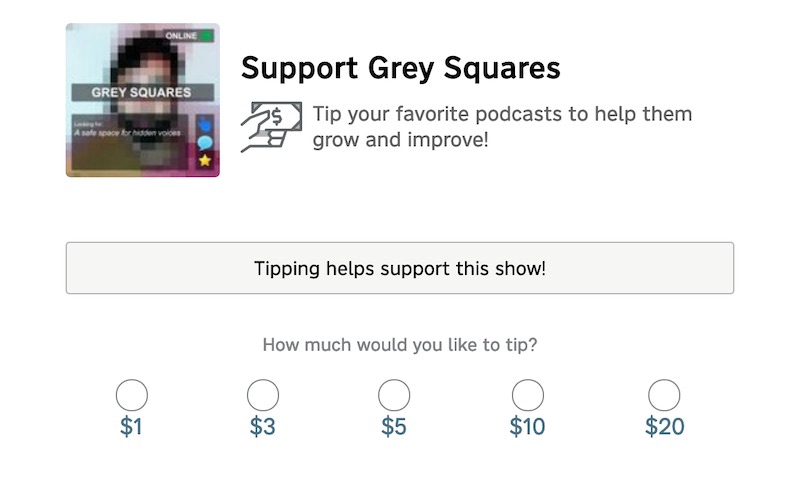 ONLINE
GREY SQUARES
Looking for:
A safe space for hidden voices
Support Grey Squares
$
Tip your favorite podcasts to help them
grow and improve!
Tipping helps support this show!
How much would you like to tip?
$1 $3 $5 $10 $20